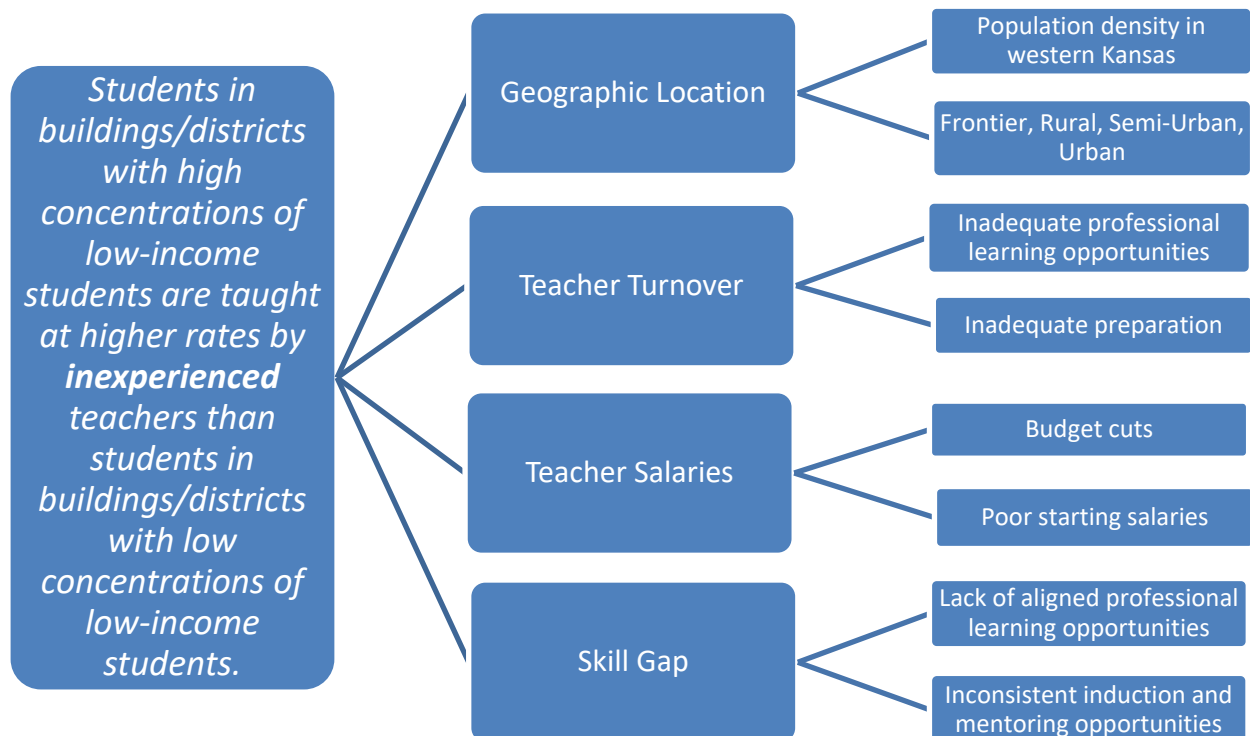 Students in
buildings/districts
with high
concentrations of
low-income
students are taught
at higher rates by
inexperienced
teachers than
students in
buildings/districts
with low
concentrations of
low-income
students.
Geographic Location
Population density in
western Kansas
Frontier, Rural, Semi-Urban,
Urban
Teacher Turnover
Inadequate professional
learning opportunities
Inadequate preparation
Teacher Salaries
Budget cuts
Poor starting salaries
Skill Gap
Lack of aligned professional
learning opportunities
Inconsistent induction and
mentoring opportunities